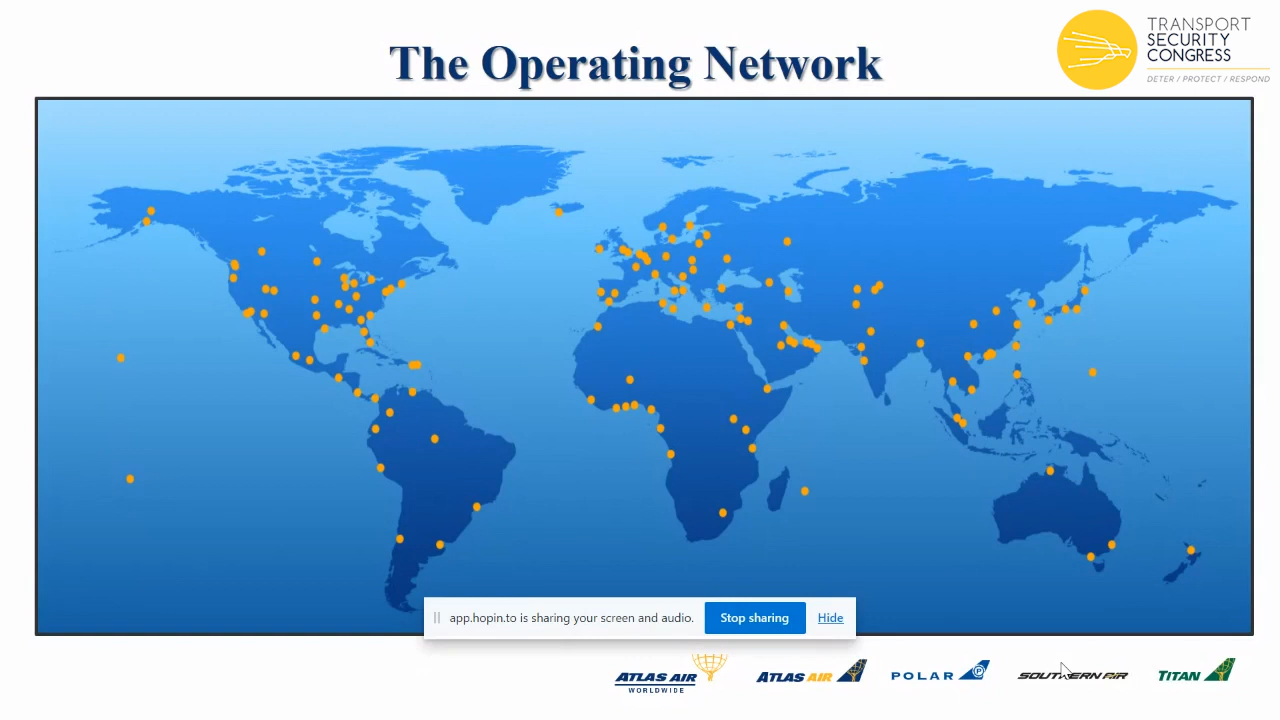 The Operating Network
TRANSPORT
SECURITY
CONGRESS
DETER / PROTECT / RESPOND
app.hopin.to is sharing your screen and audio.
Stop sharing
Hide
ATLAS AIR
WORLDWIDE
ATLAS AIR
POLAR
SOUTHERN AIR
TITAN